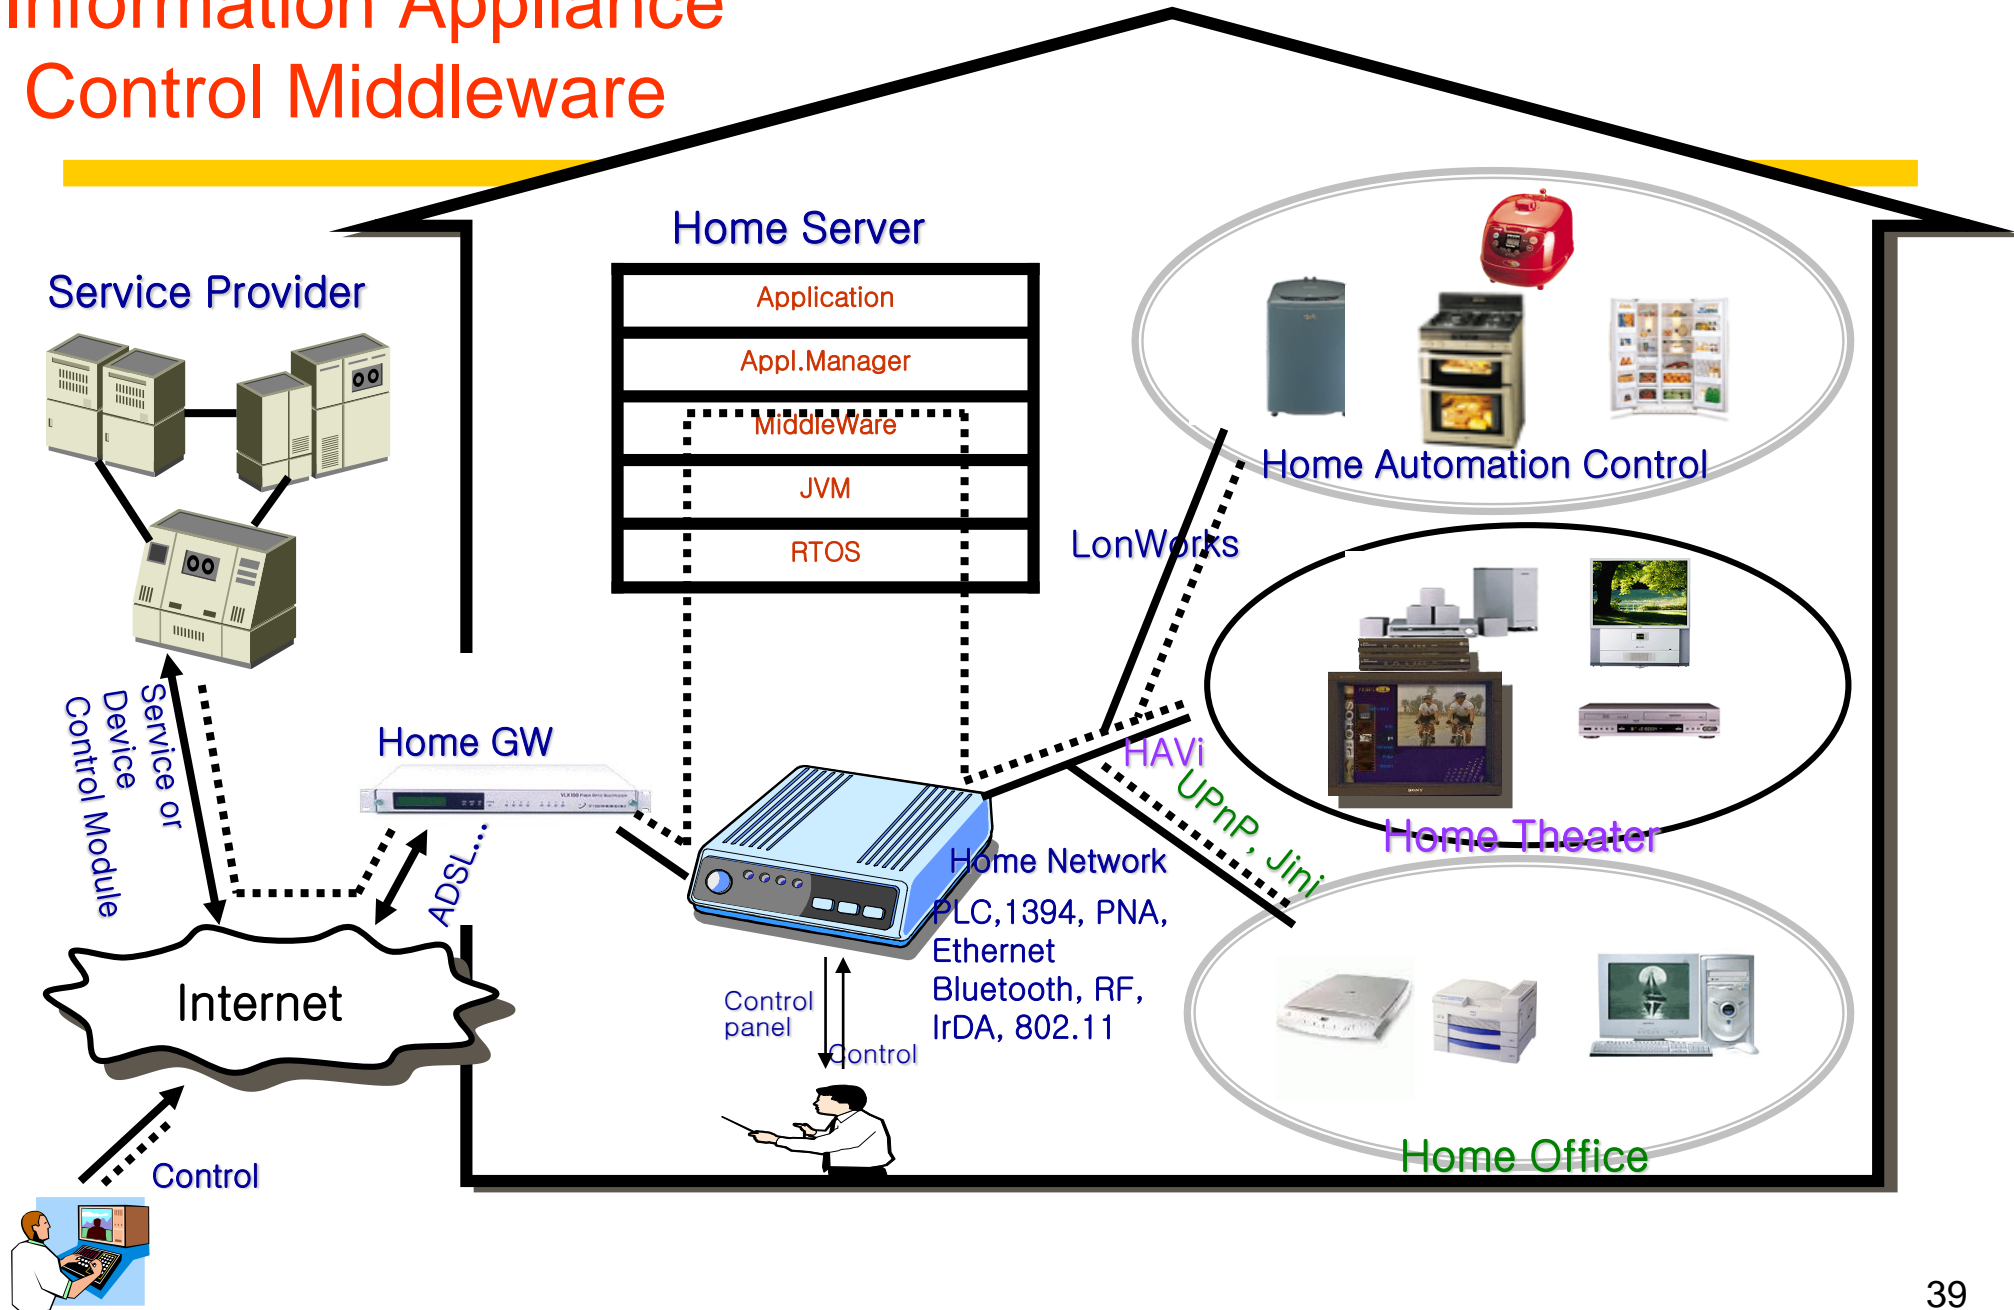 Information Appliance
Control Middleware
Home Server
Application
Appl.Manager
MiddleWare
JVM
RTOS
Service Provider
Service or
Device
Control Module
Home GW
ADSL...
Internet
Control
Home Network
PLC,1394, PNA,
Ethernet
Bluetooth, RF,
IrDA, 802.11
Control
panel
Control
LonWorks
HAVi
UPnP, Jini
Home Automation Control
Home Theater
SONY
Home Office
39